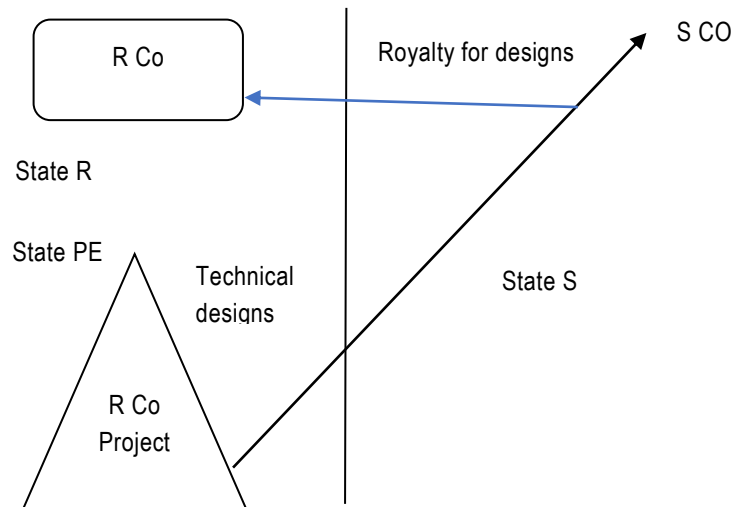 R Co
Royalty for designs
S CO
State R
State PE
Technical
designs
State S
R Co
Project